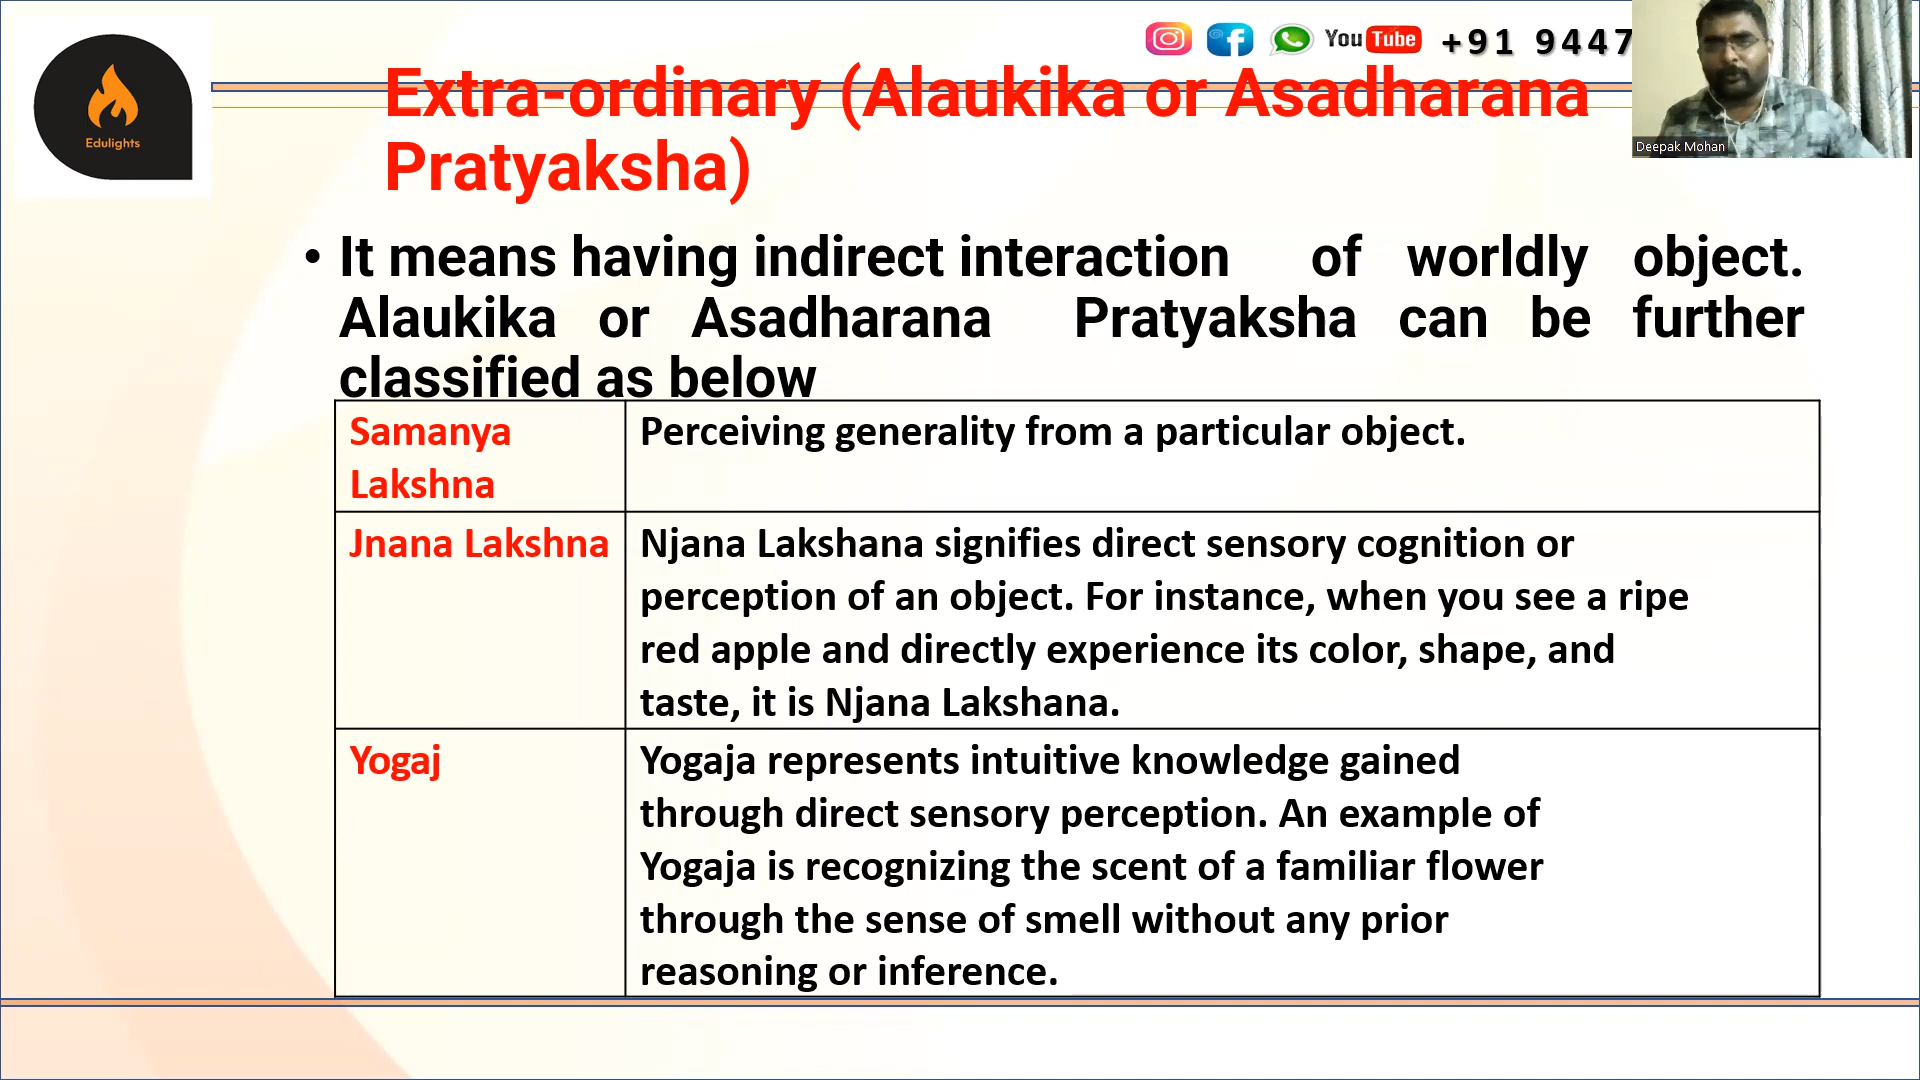 You Tube +91 9447
Edulights
Extra-ordinary (Alaukika or Asadharana
Pratyaksha)
Deepak Mohan
• It means having indirect interaction of worldly object.
Alaukika or Asadharana Pratyaksha can be further
classified as below
Samanya
Lakshna
Perceiving generality from a particular object.
Jnana Lakshna
Njana Lakshana signifies direct sensory cognition or
perception of an object. For instance, when you see a ripe
red apple and directly experience its color, shape, and
taste, it is Njana Lakshana.
Yogaj
Yogaja represents intuitive knowledge gained
through direct sensory perception. An example of
Yogaja is recognizing the scent of a familiar flower
through the sense of smell without any prior
reasoning or inference.